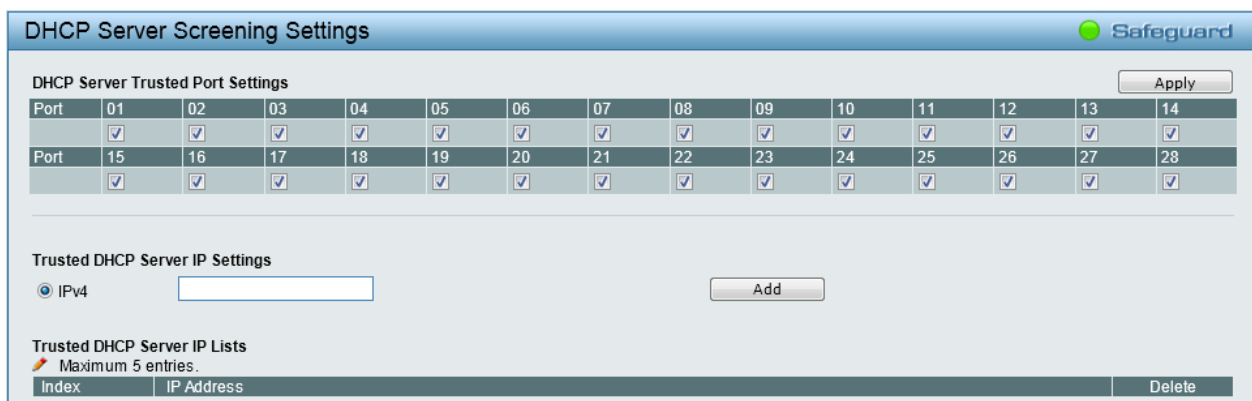 DHCP Server Screening Settings Safeguard
DHCP Server Trusted Port Settings Apply
Port 01 02 03 04 05 06 07 08 09 10 11 12 13 14
Port 15 16 17 18 19 20 21 22 23 24 25 26 27 28
Trusted DHCP Server IP Settings
IPv4 Add
Trusted DHCP Server IP Lists
Maximum 5 entries.
Index IP Address Delete